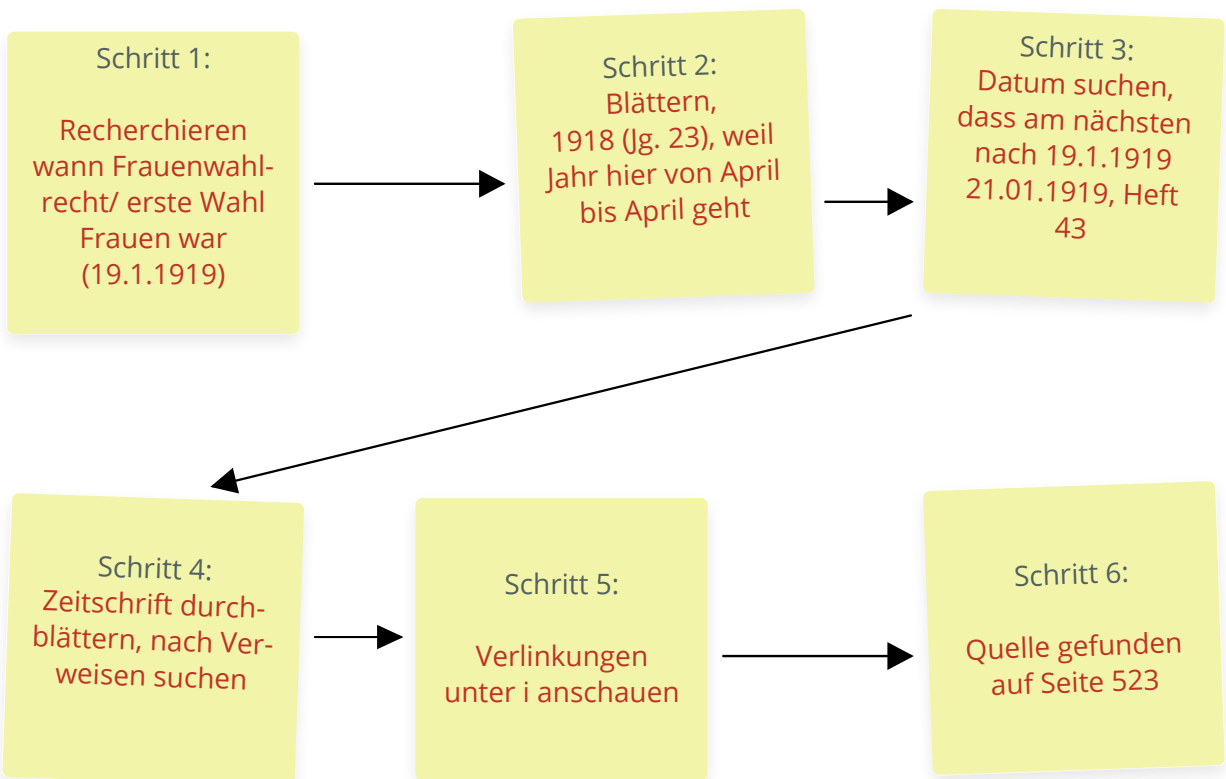 Schritt 1:
Recherchieren
wann Frauenwahl-
recht/ erste Wahl
Frauen war
(19.1.1919)
Schritt 2:
Blättern,
1918 (Jg. 23), weil
Jahr hier von April
bis April geht
Schritt 3:
Datum suchen,
dass am nächsten
nach 19.1.1919
21.01.1919, Heft
43
Schritt 4:
Zeitschrift durch-
blättern, nach Ver-
weisen suchen
Schritt 5:
Verlinkungen
unter i anschauen
Schritt 6:
Quelle gefunden
auf Seite 523